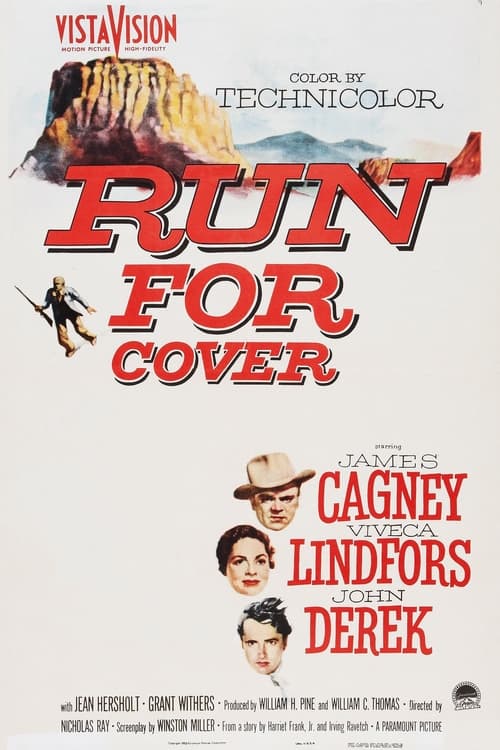 VISTAVISION
MOTION PICTURE HIGH-FIDELITY
COLOR BY
TECHNICOLOR
RUN
FOR
COVER
starring
JAMES
CAGNEY
VIVECA
LINDFORS
JOHN
DEREK
with JEAN HERSHOLT • GRANT WITHERS • Produced by WILLIAM H. PINE and WILLIAM C. THOMAS • Directed by
NICHOLAS RAY • Screenplay by WINSTON MILLER • From a story by Harriet Frank, Jr. and Irving Ravetch • A PARAMOUNT PICTURE